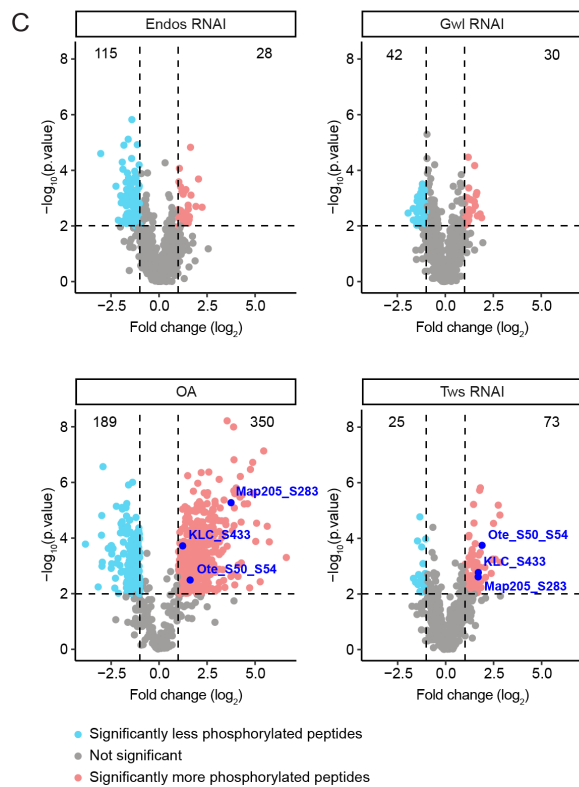 C
Endos RNAI
115
28
8
6
4
2
0
−log10(p.value)
−2.5
0
2.5
5.0
Fold change (log2)
Gwl RNAI
42
30
8
6
4
2
0
−log10(p.value)
−2.5
0
2.5
5.0
Fold change (log2)
OA
189
350
8
6
4
2
0
−log10(p.value)
Map205_S283
KLC_S433
Ote_S50_S54
−2.5
0
2.5
5.0
Fold change (log2)
Tws RNAI
25
73
8
6
4
2
0
−log10(p.value)
Ote_S50_S54
KLC_S433
Map205_S283
−2.5
0
2.5
5.0
Fold change (log2)
Significantly less phosphorylated peptides
Not significant
Significantly more phosphorylated peptides